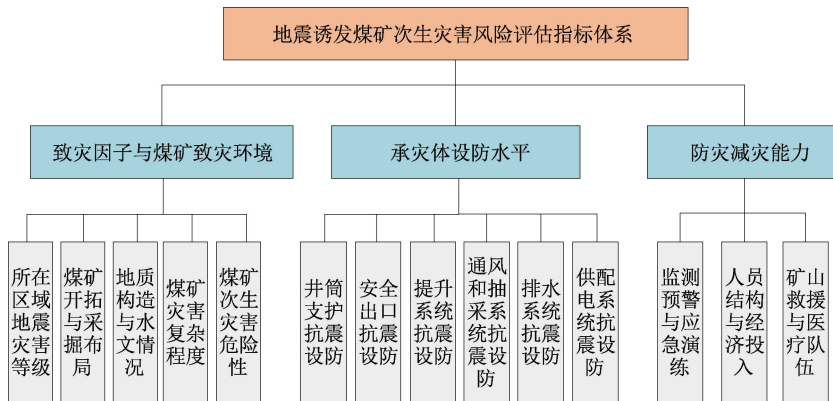 地震诱发煤矿次生灾害风险评估指标体系
致灾因子与煤矿致灾环境
承灾体设防水平
防灾减灾能力
所在
区域
地震
灾害
等级
煤矿
开拓
与采
掘布
局
地质
构造
与水
文情
况
煤矿
灾害
复杂
程度
煤矿
次生
灾害
危险
性
井筒
支护
抗震
设防
安全
出口
抗震
设防
提升
系统
抗震
设防
通风
和抽
采系
统抗
震设
防
排水
系统
抗震
设防
供配
电系
统抗
震设
防
监测
预警
与应
急演
练
人员
结构
与经
济投
入
矿山
救援
与医
疗队
伍